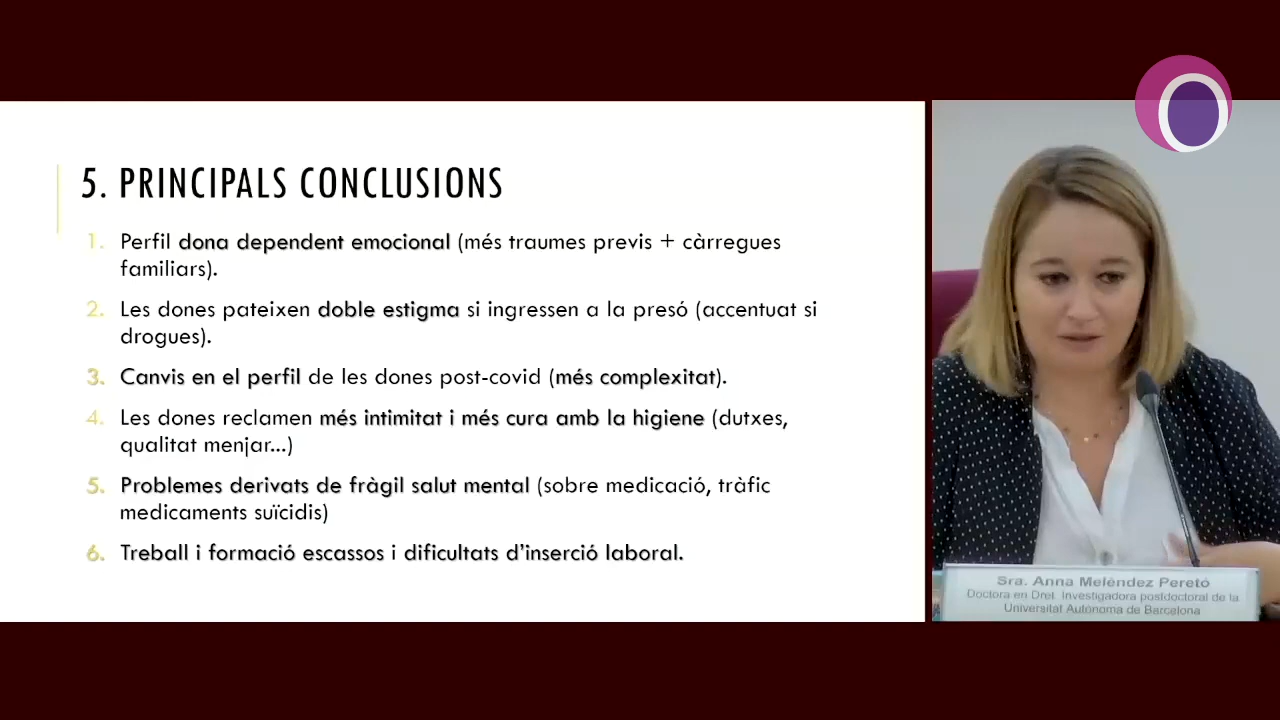 5. PRINCIPALS CONCLUSIONS
1. Perfil dona dependent emocional (més traumes previs + càrregues
familiars).
2. Les dones pateixen doble estigma si ingressen a la presó (accentuat si
drogues).
3. Canvis en el perfil de les dones post-covid (més complexitat).
4. Les dones reclamen més intimitat i més cura amb la higiene (dutxes,
qualitat menjar...)
5. Problemes derivats de fràgil salut mental (sobre medicació, tràfic
medicaments suïcidis)
6. Treball i formació escassos i dificultats d'inserció laboral.
Sra. Anna Meléndez Peretó
Doctora en Dret. Investigadora postdoctoral de la
Universitat Autònoma de Barcelona